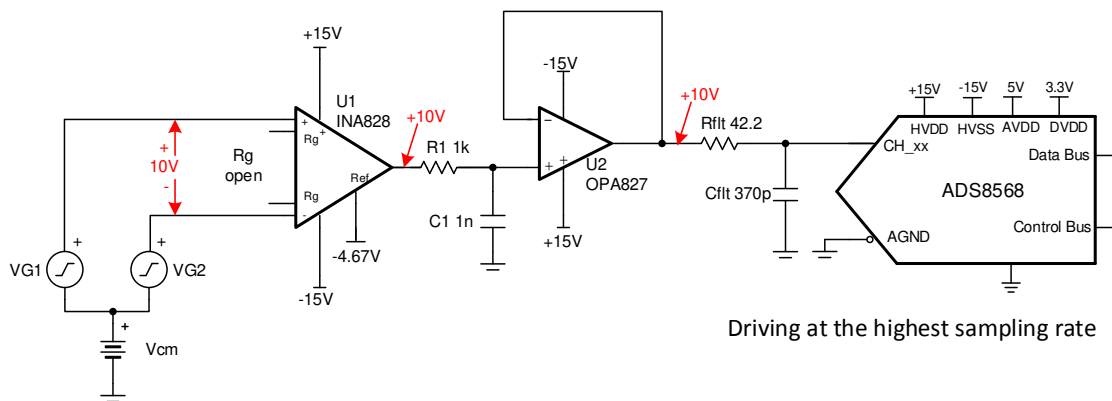 +15V
U1
INA828
+
Rg
+
Rg
-
Ref
-4.67V
-15V
+
10V
-
Rg
open
+
VG1
+
VG2
+
Vcm
+10V
R1 1k
C1 1n
-15V
-
+
+
U2
OPA827
+15V
+10V
Rflt 42.2
Cflt 370p
+15V -15V 5V 3.3V
HVDD HVSS AVDD DVDD
CH_xx
Data Bus
ADS8568
Control Bus
AGND
Driving at the highest sampling rate